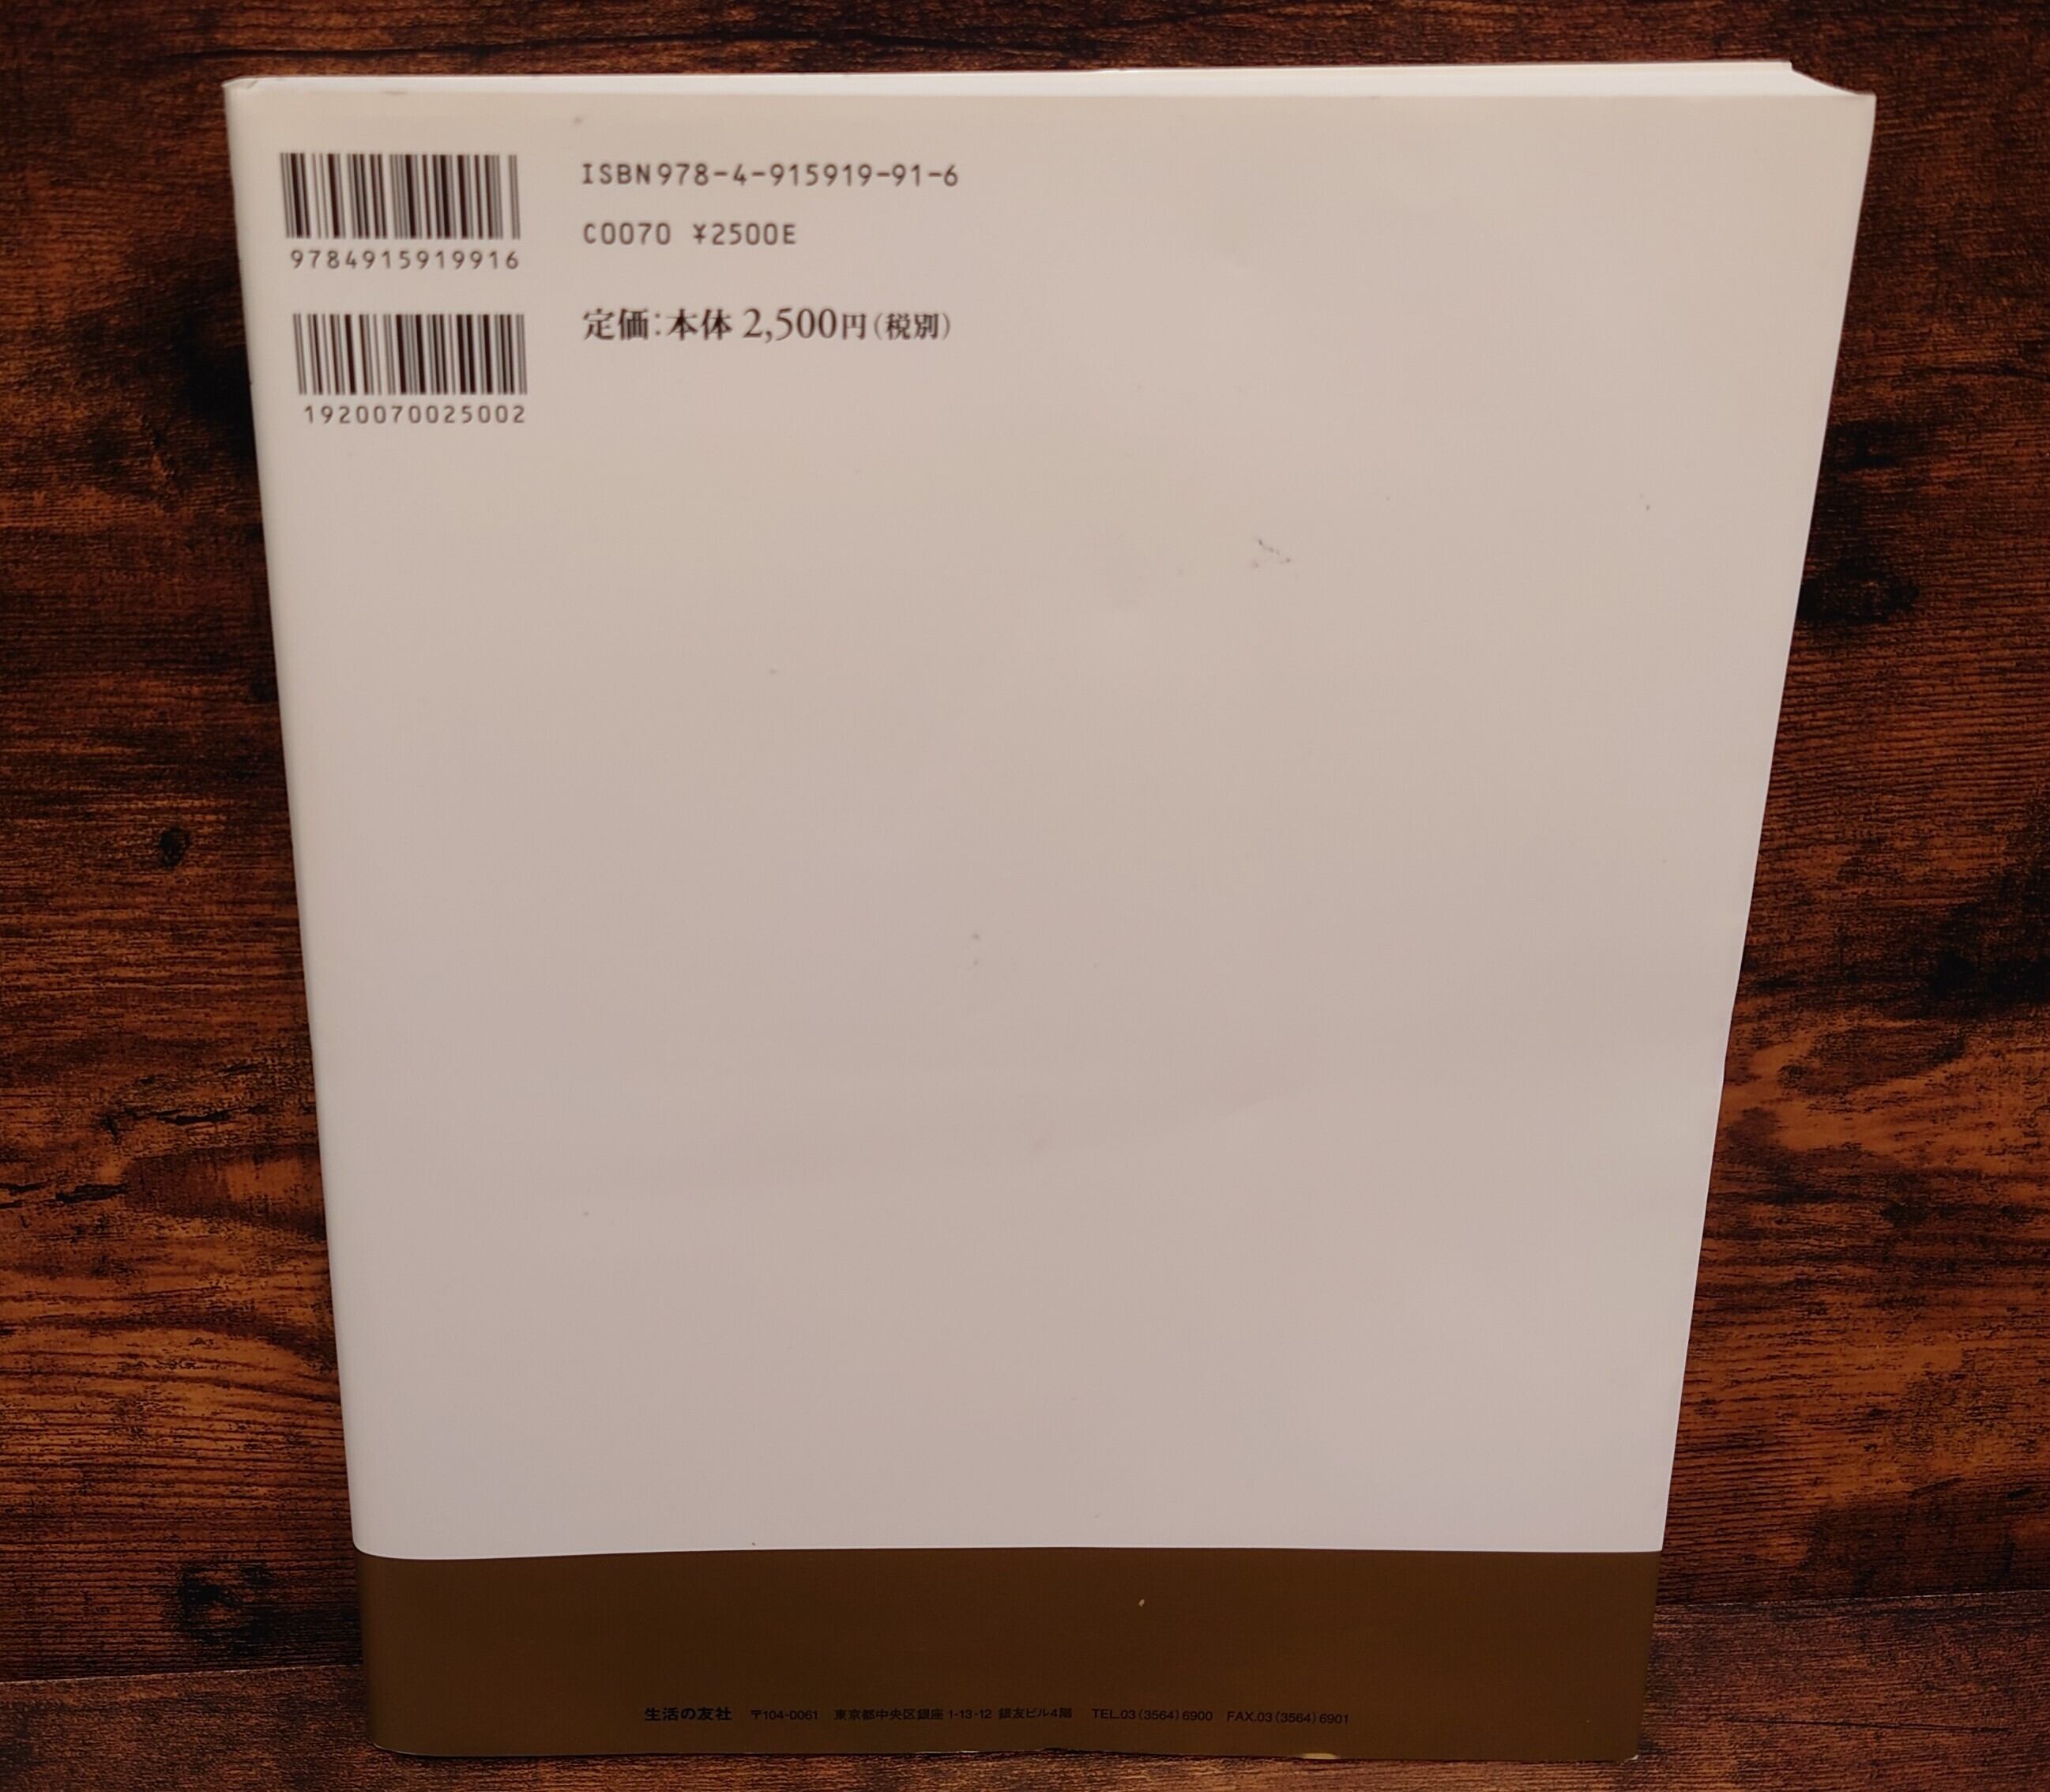 ISBN978-4-915919-91-6
9784915919916
C0070 ¥2500E
定価:本体 2,500円(税別)
1920070025002
生活の友社 〒104-0061 東京都中央区銀座1-13-12 銀友ビル4階 TEL.03(3564)6900 FAX.03(3564)6901